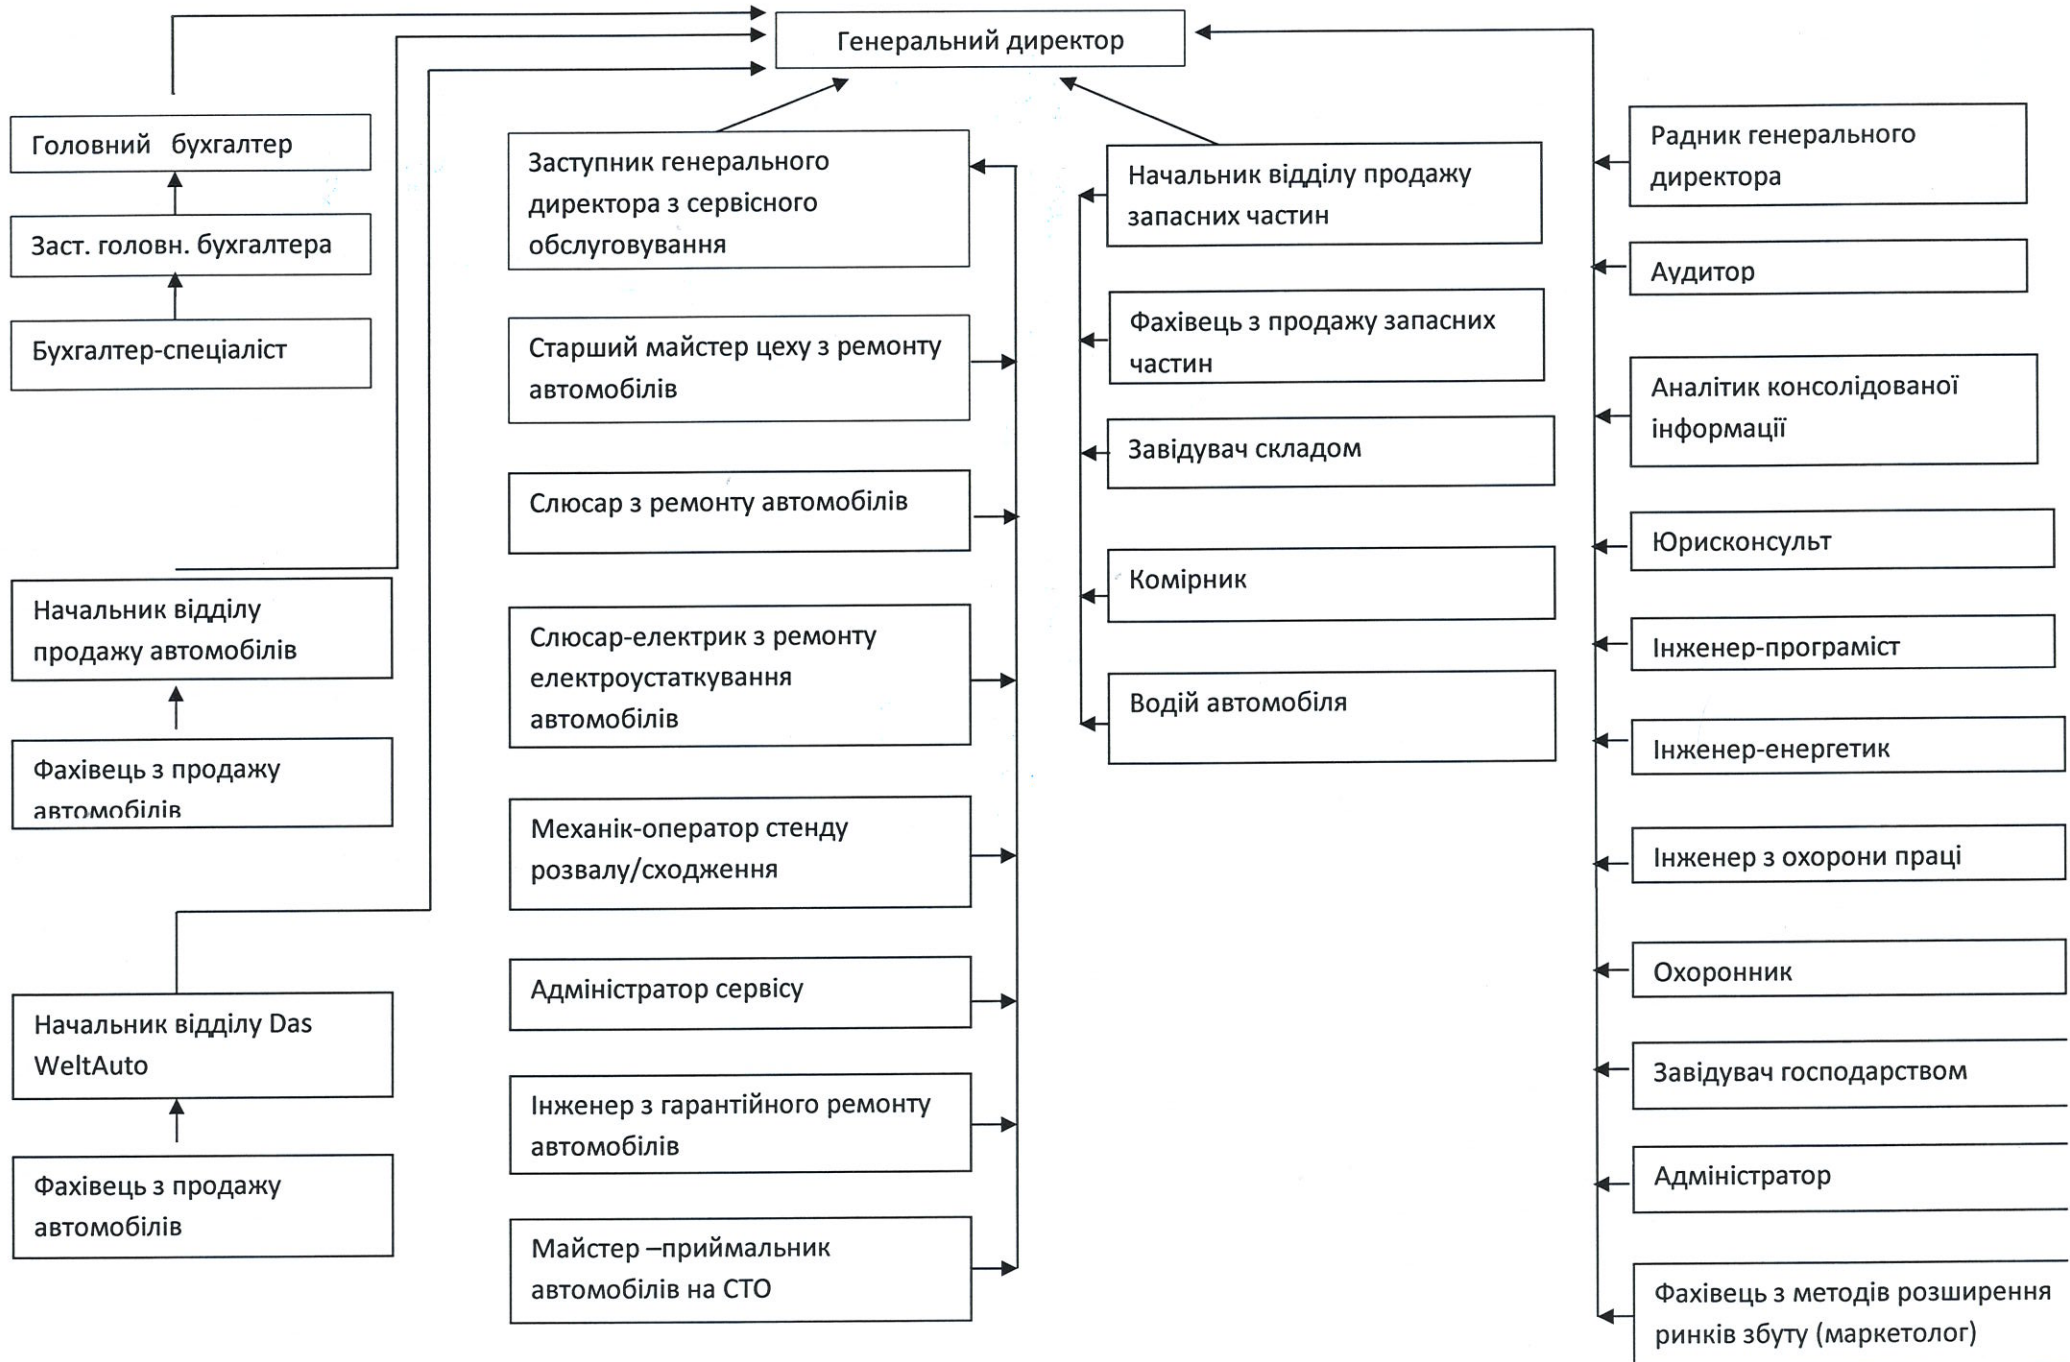 Генеральний директор
Головний бухгалтер
Заст. головн. бухгалтера
Бухгалтер-спеціаліст
Начальник відділу
продажу автомобілів
Фахівець з продажу
автомобілів
Начальник відділу Das
WeltAuto
Фахівець з продажу
автомобілів
Заступник генерального
директора з сервісного
обслуговування
Старший майстер цеху з ремонту
автомобілів
Слюсар з ремонту автомобілів
Слюсар-електрик з ремонту
електроустаткування
автомобілів
Механік-оператор стенду
розвалу/сходження
Адміністратор сервісу
Інженер з гарантійного ремонту
автомобілів
Майстер –приймальник
автомобілів на СТО
Начальник відділу продажу
запасних частин
Фахівець з продажу запасних
частин
Завідувач складом
Комірник
Водій автомобіля
Радник генерального
директора
Аудитор
Аналітик консолідованої
інформації
Юрисконсульт
Інженер-програміст
Інженер-енергетик
Інженер з охорони праці
Охоронник
Завідувач господарством
Адміністратор
Фахівець з методів розширення
ринків збуту (маркетолог)